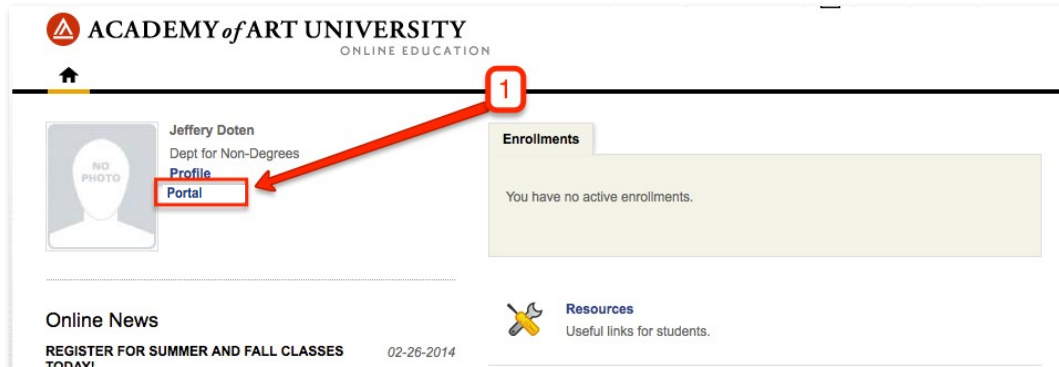 ACADEMY of ART UNIVERSITY
ONLINE EDUCATION
1
Jeffery Doten
Dept for Non-Degrees
Profile
Portal
NO
PHOTO
Enrollments
You have no active enrollments.
Online News
REGISTER FOR SUMMER AND FALL CLASSES 02-26-2014
TODAY!
Resources
Useful links for students.